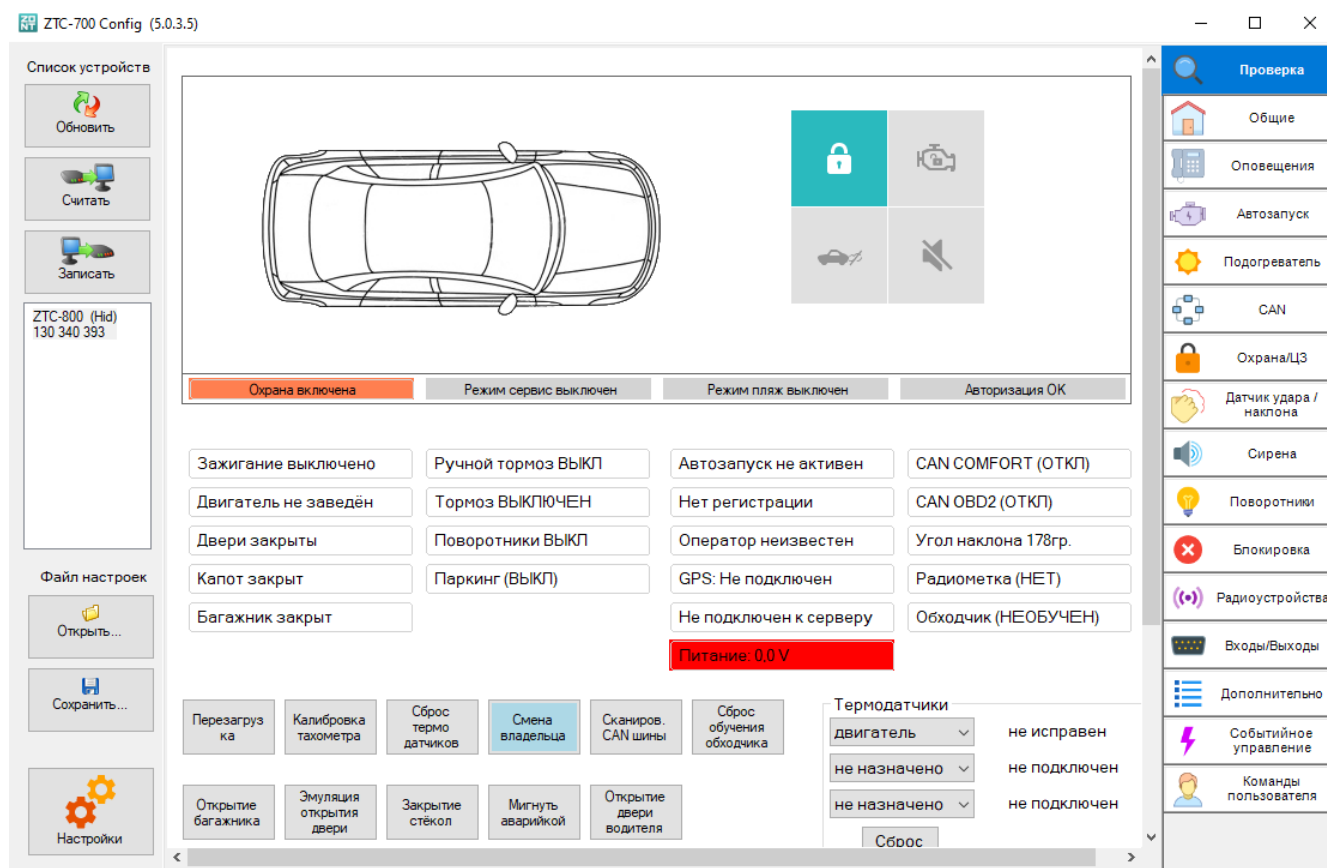 ZONT ZTC-700 Config (5.0.3.5)
Список устройств
Обновить
Считать
Записать
ZTC-800 (Hid)
130 340 393
Файл настроек
Открыть...
Сохранить...
Настройки
Охрана включена
Режим сервис выключен
Режим пляж выключен
Авторизация OK
Зажигание выключено
Ручной тормоз ВЫКЛ
Автозапуск не активен
CAN COMFORT (ОТКЛ)
Двигатель не заведён
Тормоз ВЫКЛЮЧЕН
Нет регистрации
CAN OBD2 (ОТКЛ)
Двери закрыты
Поворотники ВЫКЛ
Оператор неизвестен
Угол наклона 178гр.
Капот закрыт
Паркинг (ВЫКЛ)
GPS: Не подключен
Радиометка (НЕТ)
Багажник закрыт
Не подключен к серверу
Обходчик (НЕОБУЧЕН)
Питание: 0,0 V
Перезагруз
ка
Калибровка
тахометра
Сброс
термо
датчиков
Смена
владельца
Сканиров.
CAN шины
Сброс
обучения
обходчика
Открытие
багажника
Эмуляция
открытия
двери
Закрытие
стёкол
Мигнуть
аварийкой
Открытие
двери
водителя
Термодатчики
двигатель
не исправен
не назначено
не подключен
не назначено
не подключен
Сброс
Проверка
Общие
Оповещения
Автозапуск
Подогреватель
CAN
Охрана/ЦЗ
Датчик удара /
наклона
Сирена
Поворотники
Блокировка
Радиоустройства
Входы/Выходы
Дополнительно
Событийное
управление
Команды
пользователя